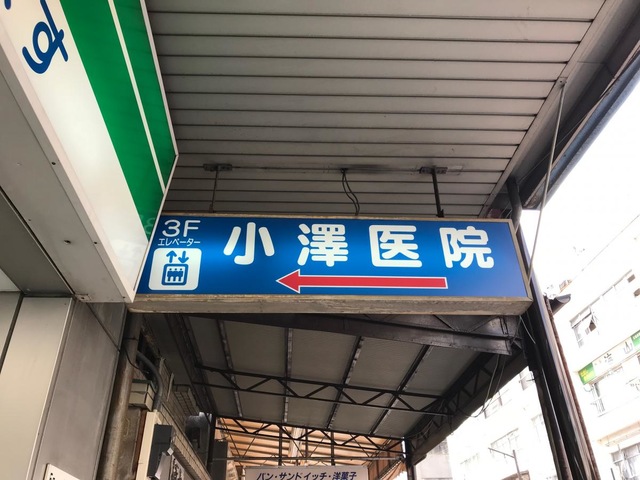 す
3F
エレベーター
小澤医院
パン・サンドイッチ・洋菓子